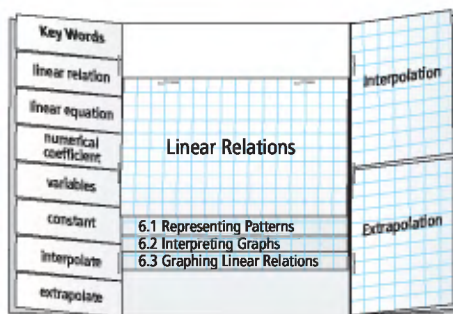 Key Words
linear relation
linear equation
numerical
coefficient
variables
constant
interpolate
extrapolate
Linear Relations
6.1 Representing Patterns
6.2 Interpreting Graphs
6.3 Graphing Linear Relations
Interpolation
Extrapolation